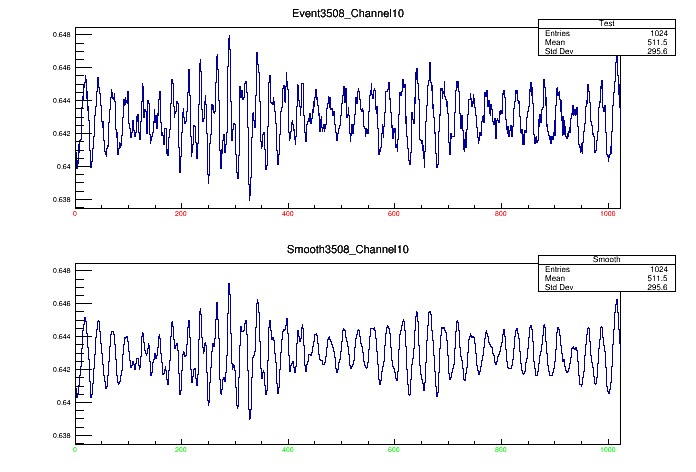 Event3508_Channel10
Test
Entries 1024
Mean 511.5
Std Dev 295.6
0.648
0.646
0.644
0.642
0.64
0.638
0 200 400 600 800 1000
Smooth3508_Channel10
Smooth
Entries 1024
Mean 511.5
Std Dev 295.6
0.648
0.646
0.644
0.642
0.64
0.638
0 200 400 600 800 1000